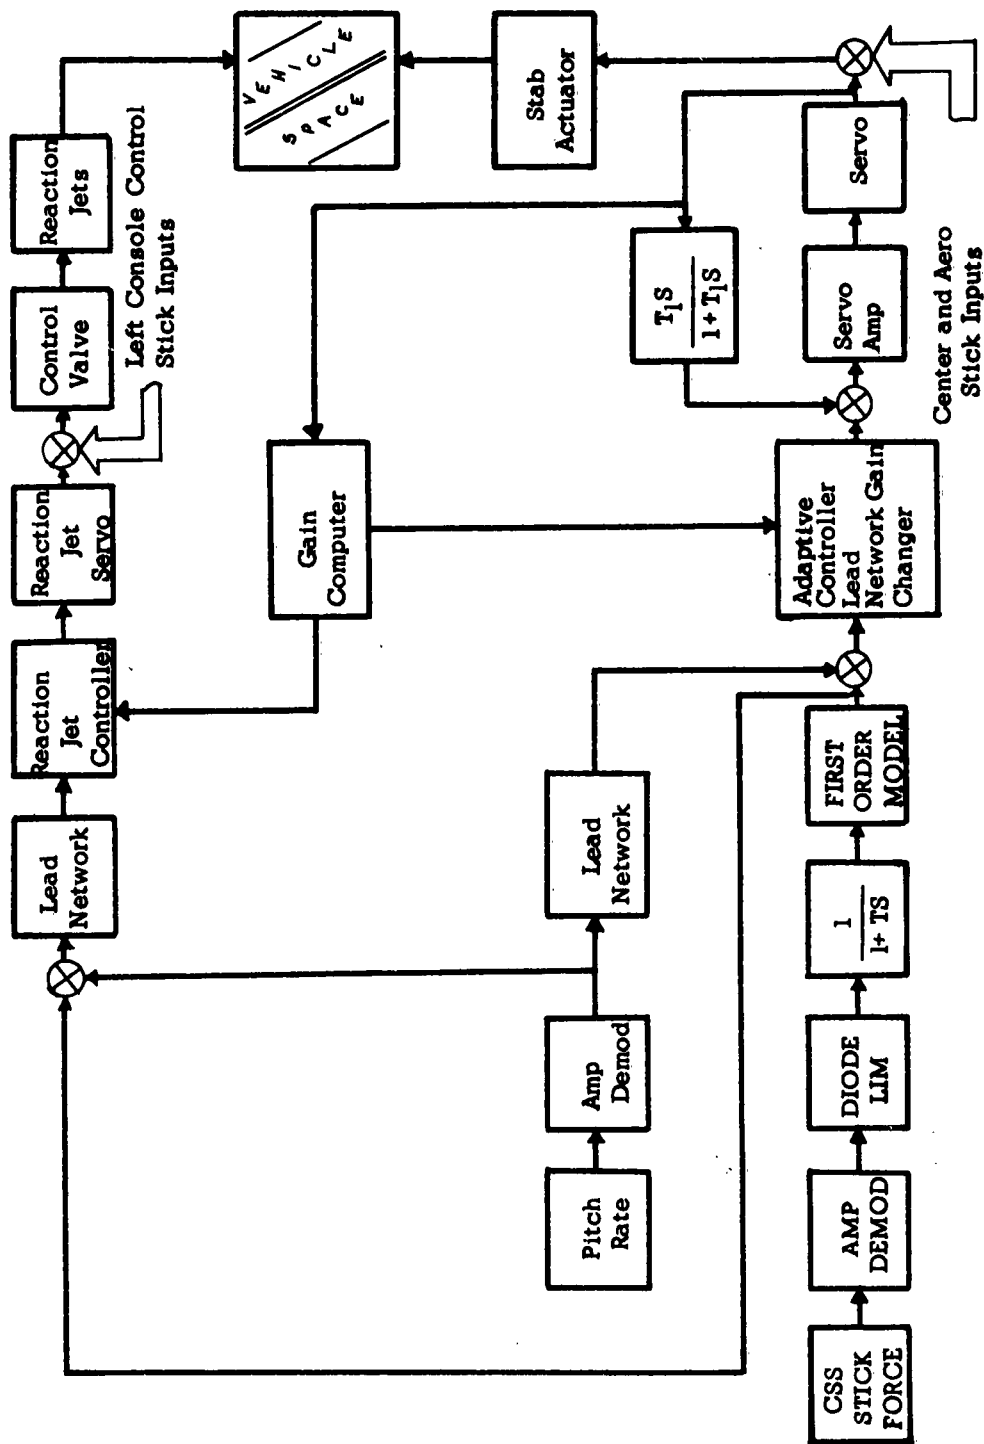 Lead
Network
Reaction
Jet
Controller
Reaction
Jet
Servo
Control
Valve
Reaction
Jets
Left Console Control
Stick Inputs
Gain
Computer
VEHICLE
SPACE
Pitch
Rate
Amp
Demod
Lead
Network
T₁S
1+T₁S
Stab
Actuator
CSS
STICK
FORCE
AMP
DEMOD
DIODE
LIM
1
1+ TS
FIRST
ORDER
MODEL
Adaptive
Controller
Lead
Network Gain
Changer
Servo
Amp
Servo
Center and Aero
Stick Inputs